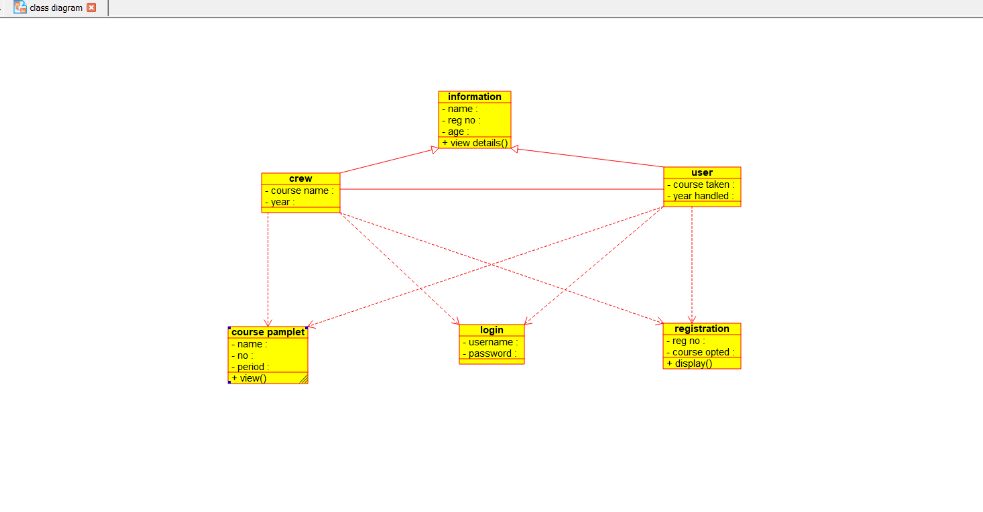 class diagram
information
- name :
- reg no :
- age :
+ view details()
crew
- course name :
- year :
user
- course taken :
- year handled :
course pamplet
- name :
- no :
- period :
+ view()
login
- username :
- password :
registration
- reg no :
- course opted :
+ display()